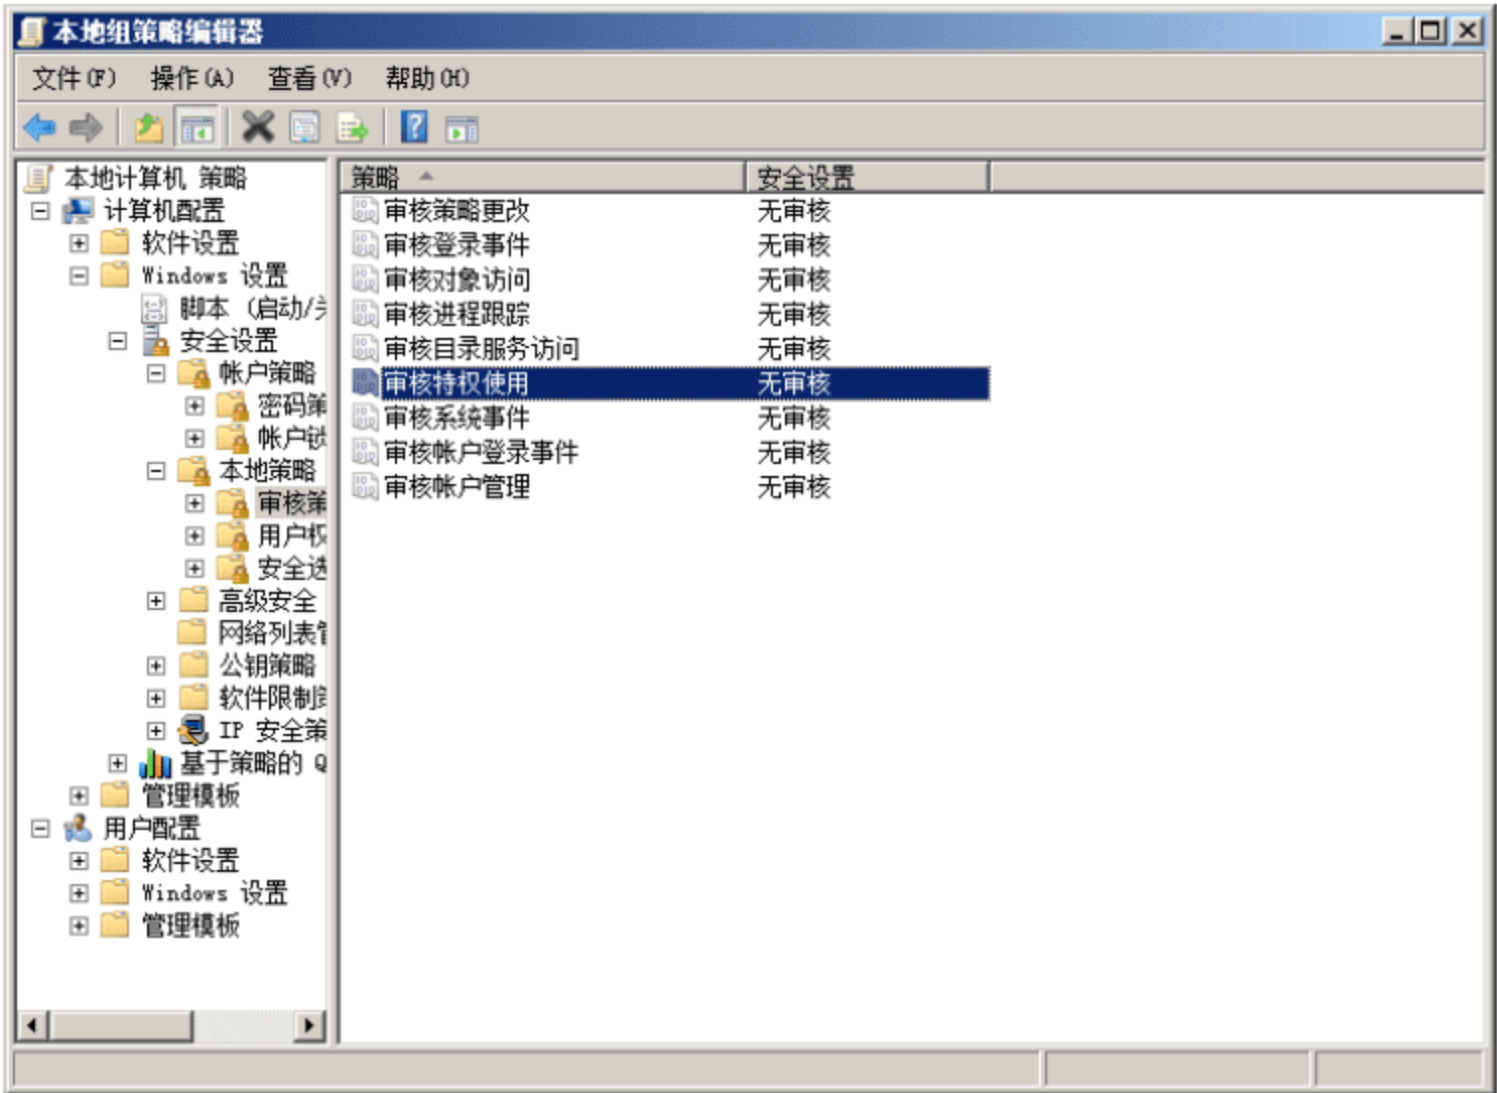 本地组策略编辑器
文件(F) 操作(A) 查看(V) 帮助(H)
本地计算机 策略
计算机配置
软件设置
Windows 设置
脚本 (启动/关
安全设置
帐户策略
密码策
帐户锁
本地策略
审核策
用户权
安全选
高级安全
网络列表管
公钥策略
软件限制策
IP 安全策
基于策略的 Q
管理模板
用户配置
软件设置
Windows 设置
管理模板
策略 安全设置
审核策略更改 无审核
审核登录事件 无审核
审核对象访问 无审核
审核进程跟踪 无审核
审核目录服务访问 无审核
审核特权使用 无审核
审核系统事件 无审核
审核帐户登录事件 无审核
审核帐户管理 无审核